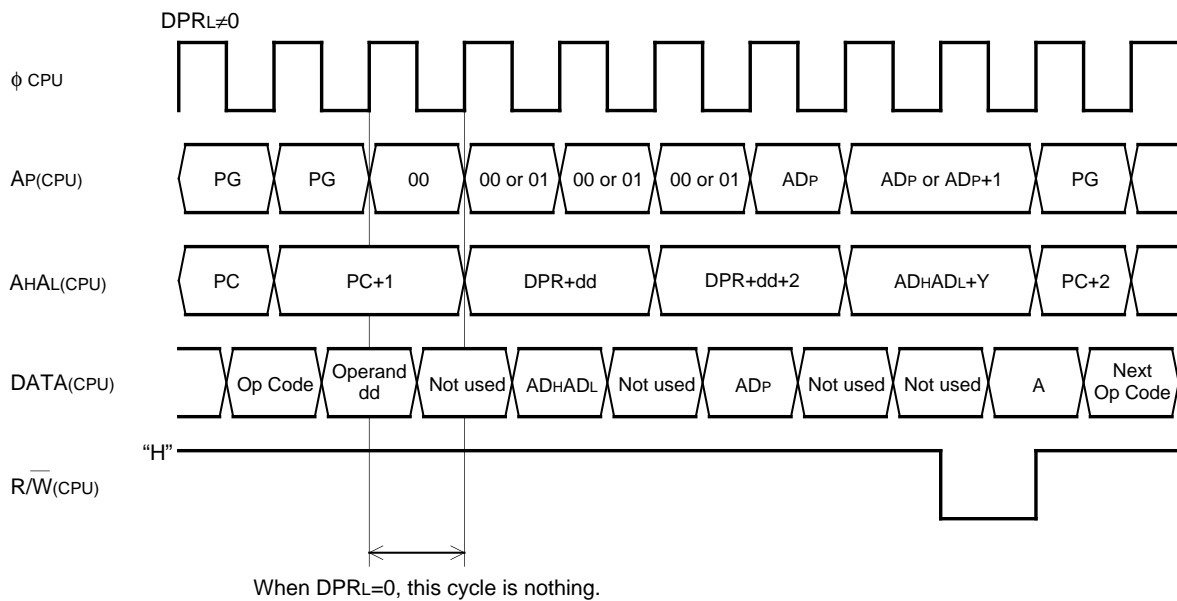 DPRL≠0
ϕ CPU
AP(CPU)
PG
PG
00
00 or 01
00 or 01
00 or 01
ADP
ADP or ADP+1
PG
AHAL(CPU)
PC
PC+1
DPR+dd
DPR+dd+2
ADHADL+Y
PC+2
DATA(CPU)
Op Code
Operand
dd
Not used
ADHADL
Not used
ADP
Not used
Not used
A
Next
Op Code
“H”
R/W̅(CPU)
When DPRL=0, this cycle is nothing.